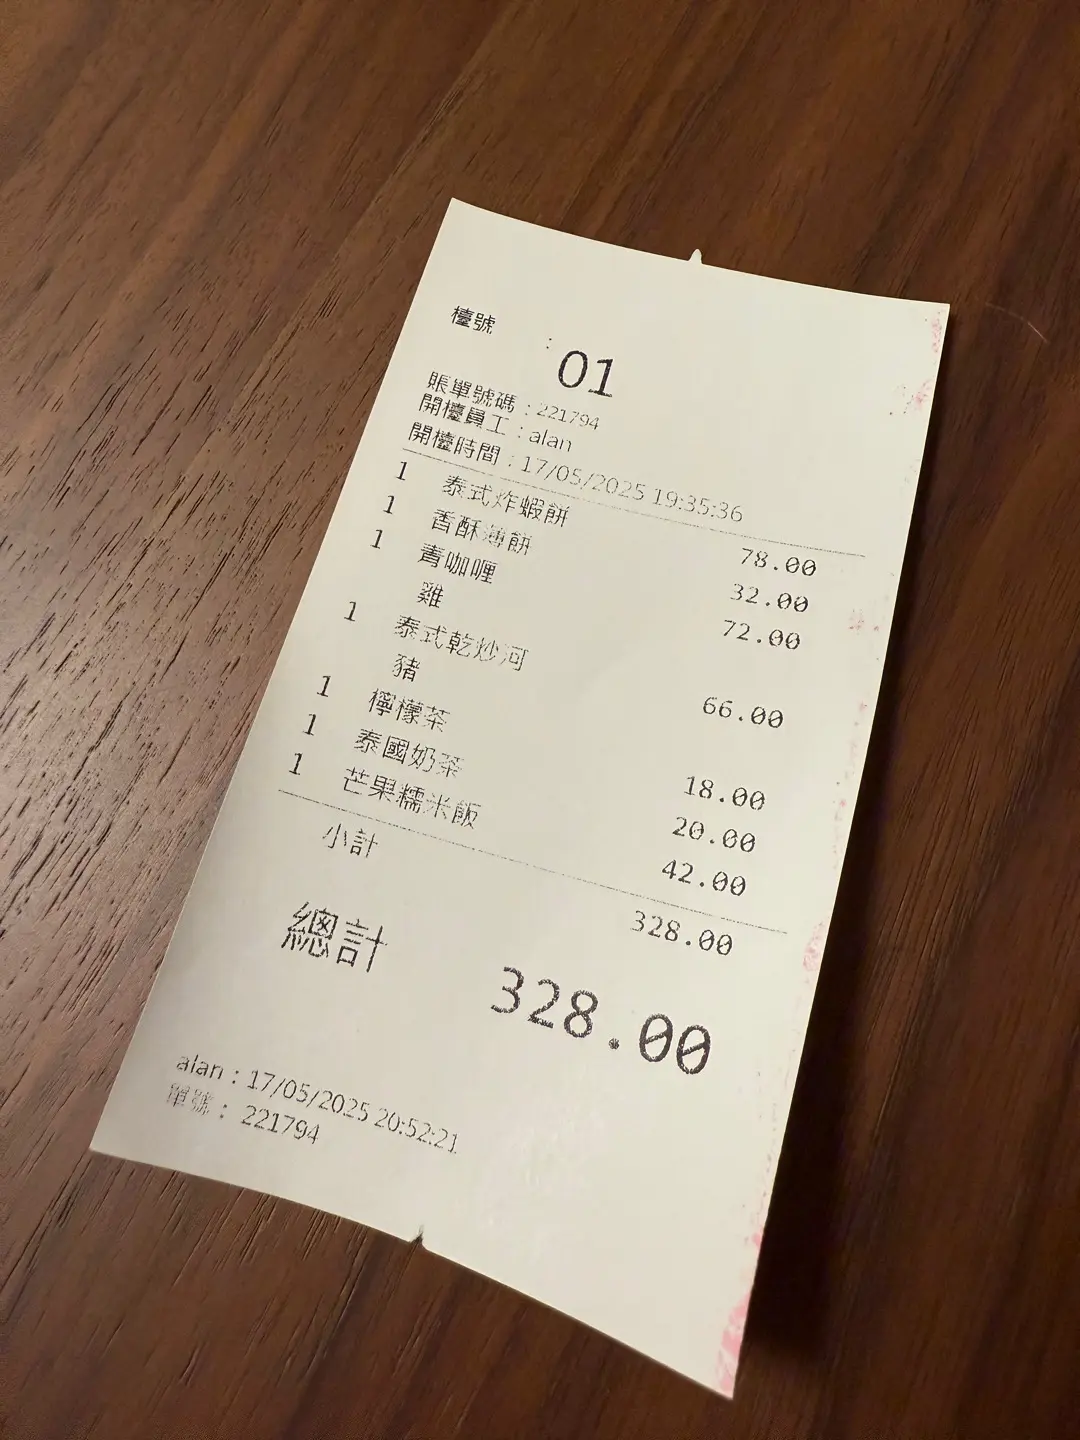 檯號 : 01
賬單號碼 : 221794
開檯員工 : alan
開檯時間 : 17/05/2025 19:35:36
1 泰式炸蝦餅 78.00
1 香酥薄餅 32.00
1 青咖喱 72.00
雞
1 泰式乾炒河 66.00
豬
1 檸檬茶 18.00
1 泰國奶茶 20.00
1 芒果糯米飯 42.00
小計 328.00
總計 328.00
alan : 17/05/2025 20:52:21
單號 : 221794